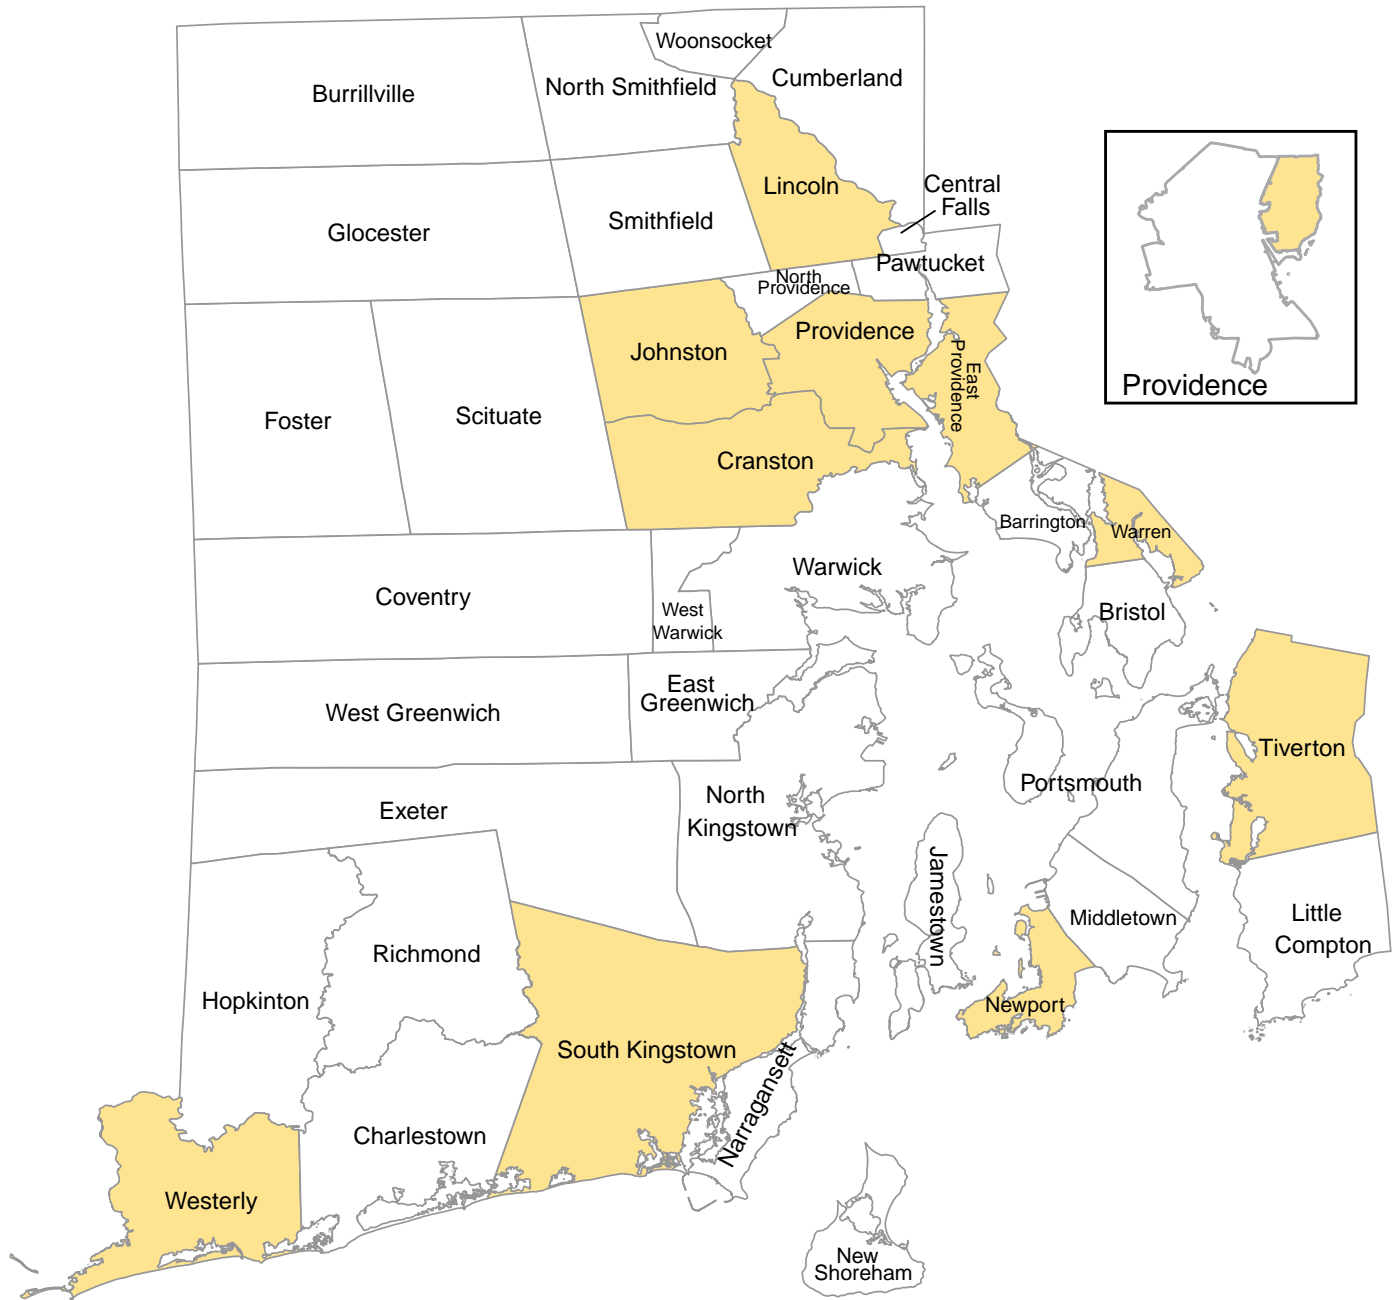 Woonsocket
Burrillville
North Smithfield
Cumberland
Lincoln
Central
Falls
Glocester
Smithfield
Pawtucket
North
Providence
Providence
Johnston
East
Providence
Providence
Foster
Scituate
Cranston
Barrington
Warren
Warwick
Coventry
West
Warwick
Bristol
East
Greenwich
West Greenwich
Tiverton
Portsmouth
North
Kingstown
Exeter
Jamestown
Middletown
Little
Compton
Richmond
Hopkinton
Newport
South Kingstown
Narragansett
Charlestown
Westerly
New
Shoreham